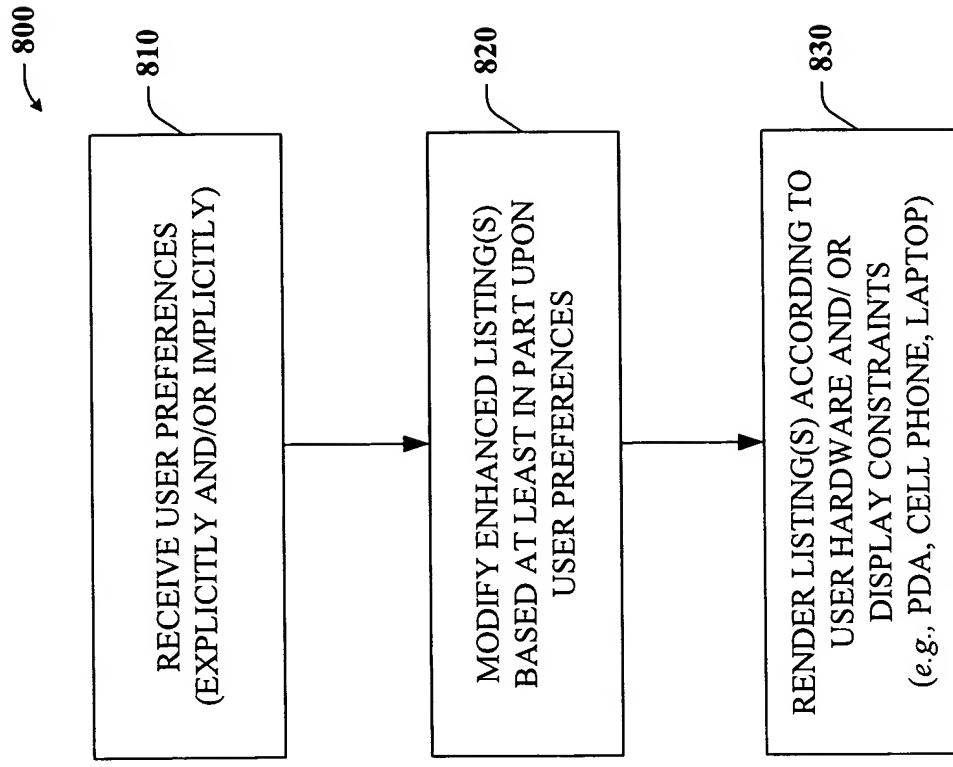 800
810
RECEIVE USER PREFERENCES
(EXPLICITLY AND/OR IMPLICITLY)
820
MODIFY ENHANCED LISTING(S)
BASED AT LEAST IN PART UPON
USER PREFERENCES
830
RENDER LISTING(S) ACCORDING TO
USER HARDWARE AND/ OR
DISPLAY CONSTRAINTS
(e.g., PDA, CELL PHONE, LAPTOP)